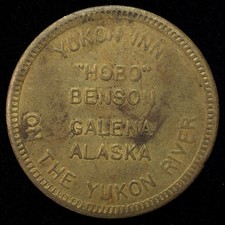 YUKON INN
"HOBO"
BENSON
GALENA
ALASKA
ON THE YUKON RIVER